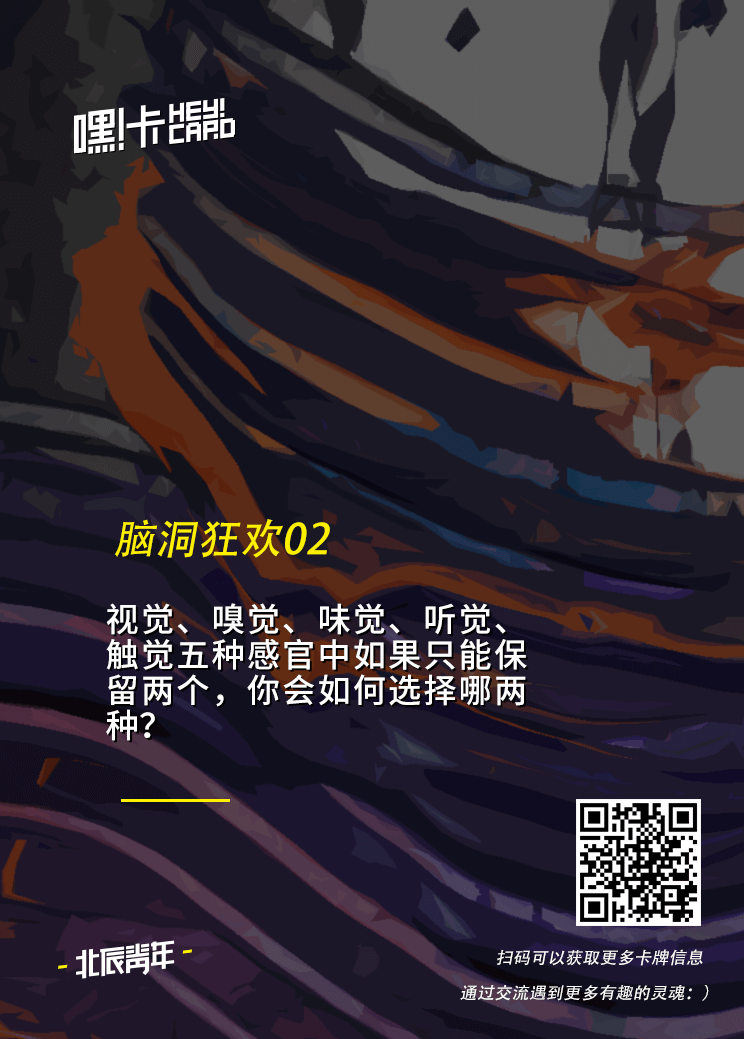 嘿!卡 HEY!
CARD
脑洞狂欢02
视觉、嗅觉、味觉、听觉、
触觉五种感官中如果只能保
留两个，你会如何选择哪两
种？
- 北辰青年 -
扫码可以获取更多卡牌信息
通过交流遇到更多有趣的灵魂：）